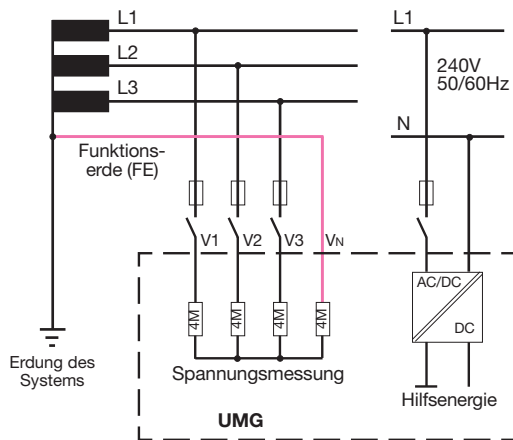 L1
L2
L3
L1
240V
50/60Hz
N
Funktions-
erde (FE)
V1
V2
V3
VN
4M
4M
4M
4M
AC/DC
DC
Erdung des
Systems
Spannungsmessung
Hilfsenergie
UMG